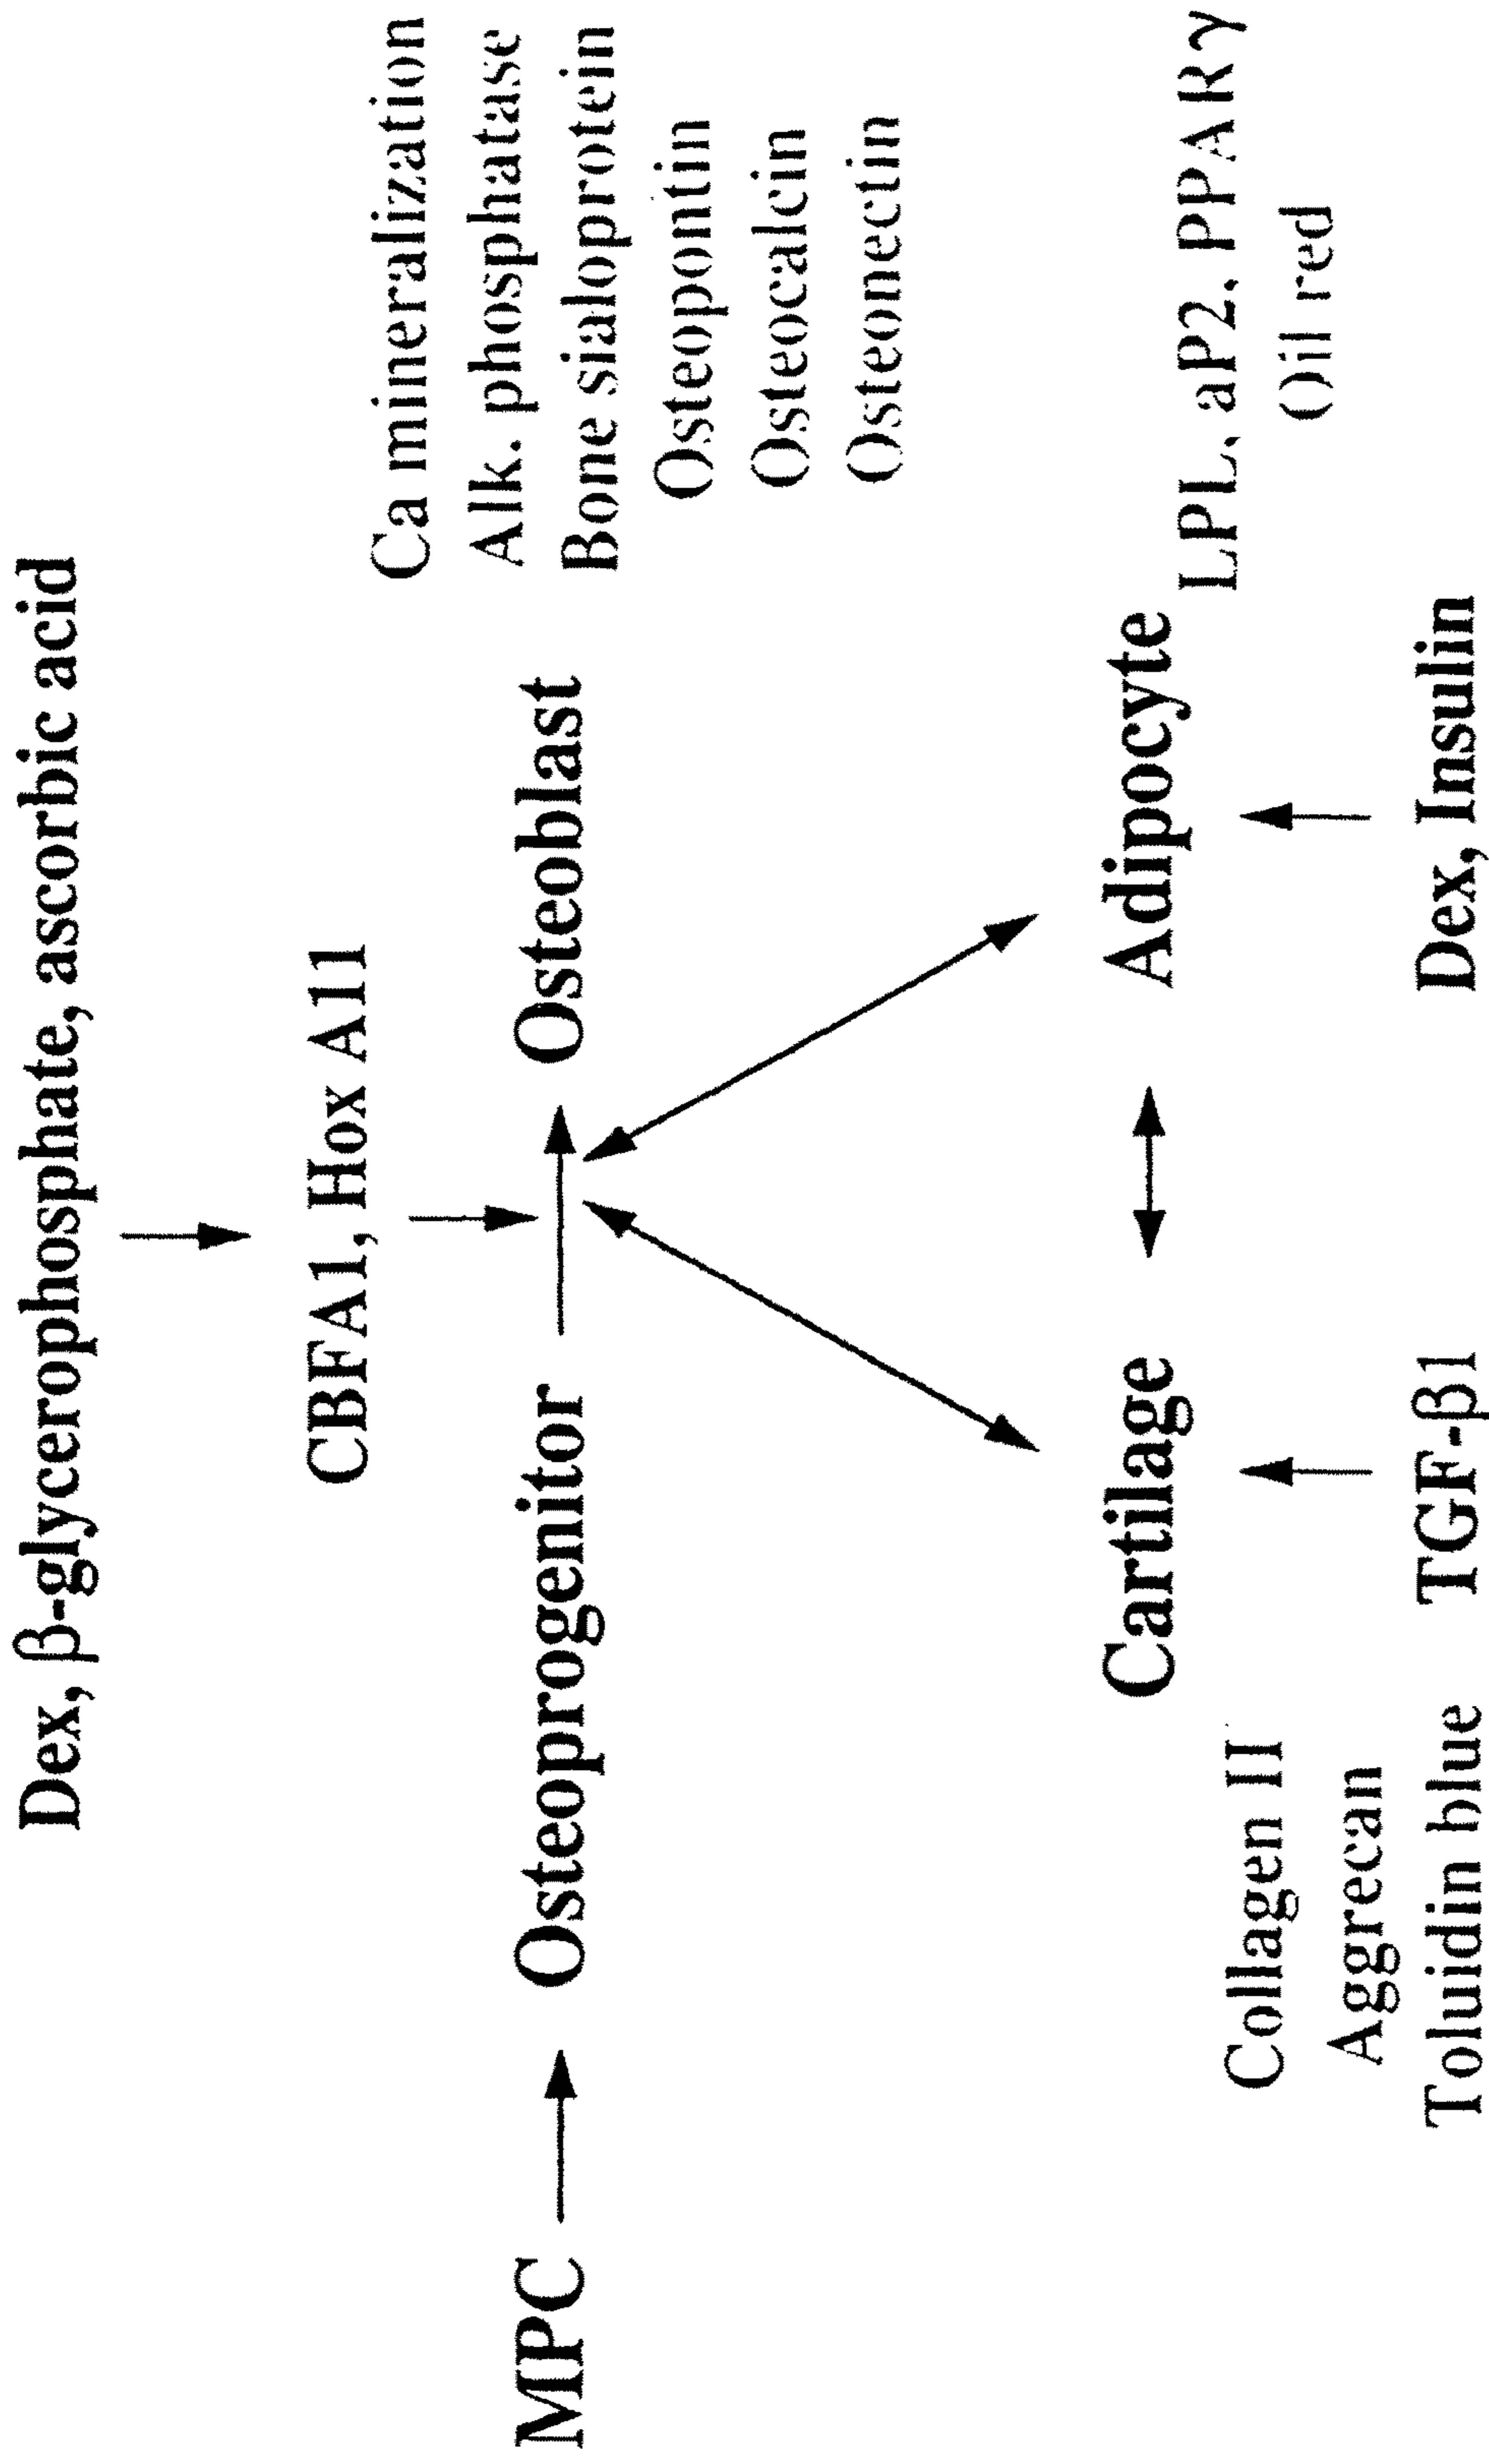 Dex, β-glycerophosphate, ascorbic acid
CBFA1, Hox A11
MPC
Osteoprogenitor
Osteoblast
Ca mineralization
Alk. phosphatase
Bone sialoprotein
Osteopontin
Osteocalcin
Osteonectin
Cartilage
Adipocyte
LPL, aP2, PPARγ
Oil red
Collagen II
Aggrecan
Toluidin blue
TGF-β1
Dex, Insulin